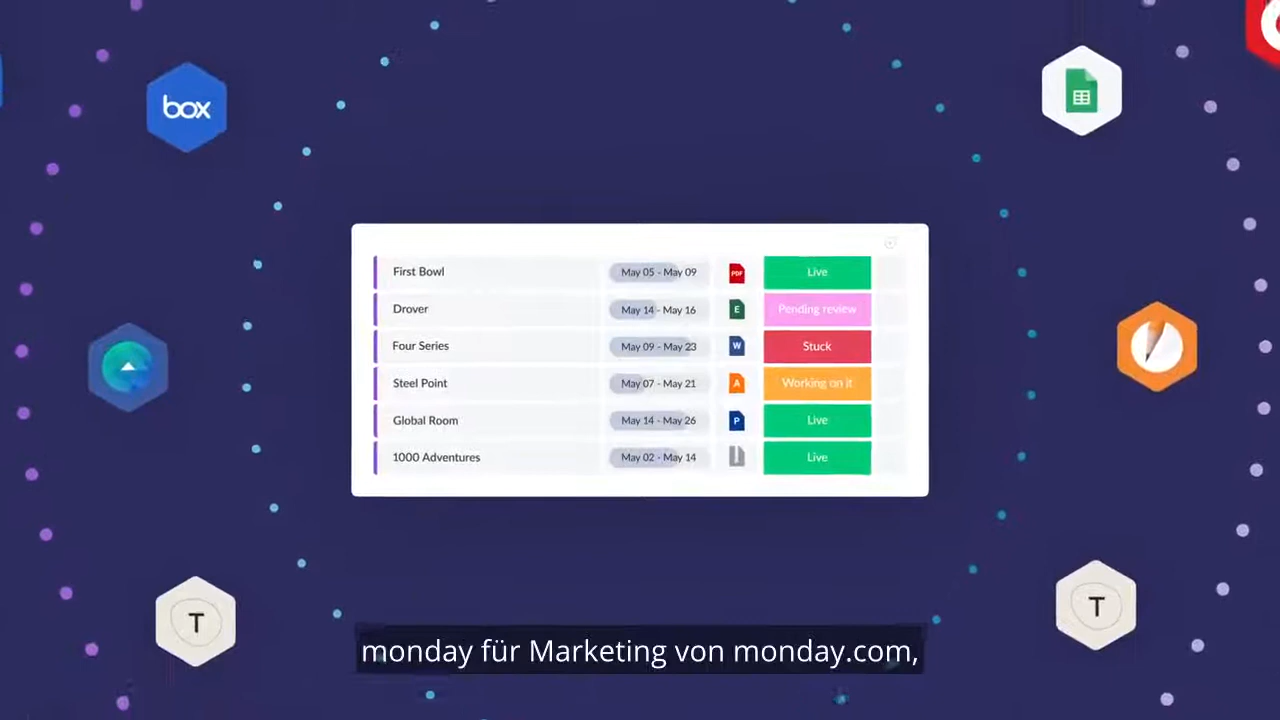 box
First Bowl May 05 - May 09 PDF Live
Drover May 14 - May 16 E Pending review
Four Series May 09 - May 23 W Stuck
Steel Point May 07 - May 21 A Working on it
Global Room May 14 - May 26 P Live
1000 Adventures May 02 - May 14 Live
T T
monday für Marketing von monday.com,